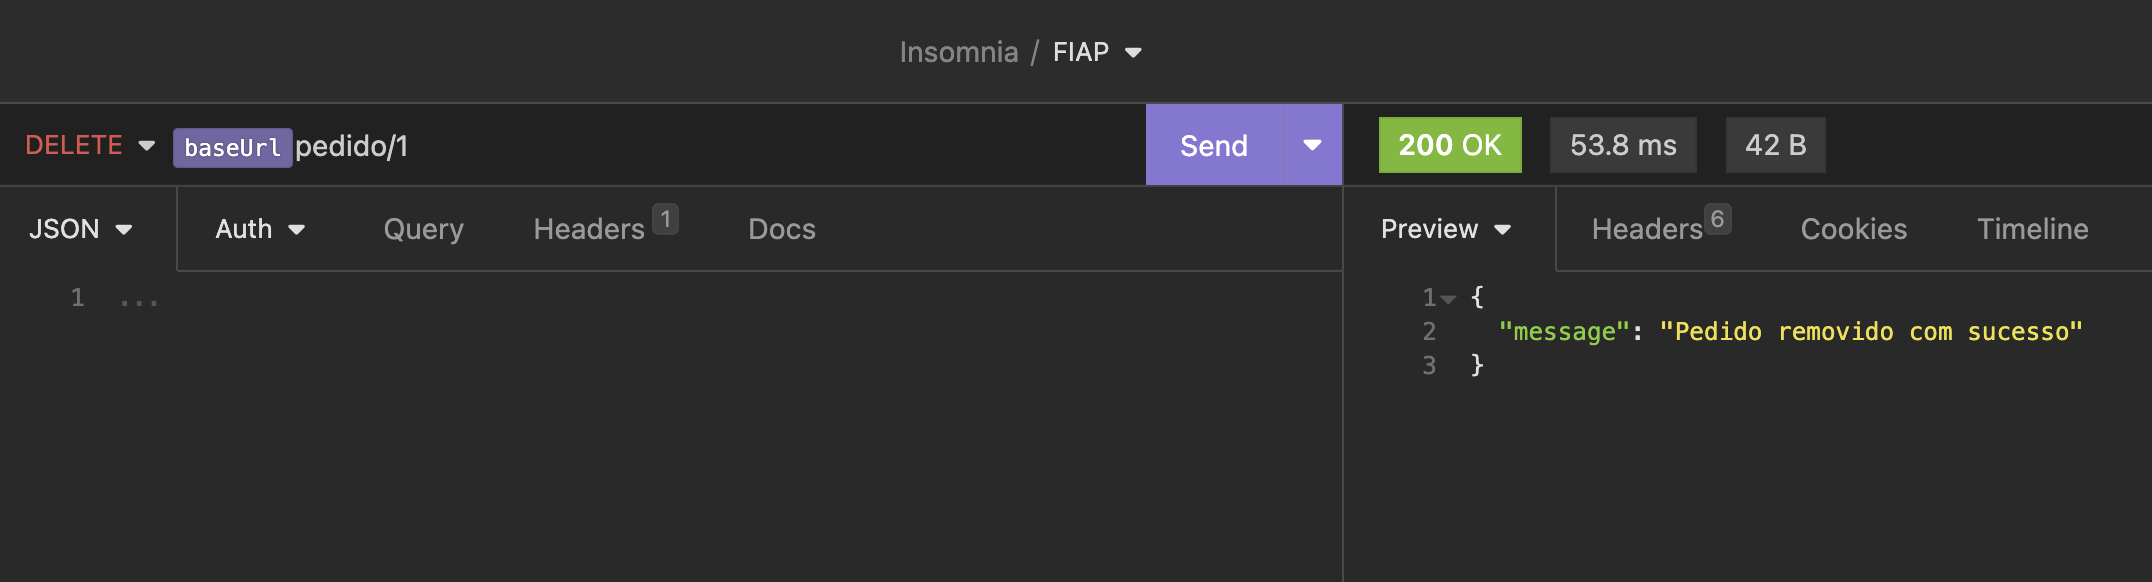 Insomnia / FIAP
DELETE baseUrl pedido/1 Send 200 OK 53.8 ms 42 B
JSON Auth Query Headers 1 Docs Preview Headers 6 Cookies Timeline
1 ...
1 {
2 "message": "Pedido removido com sucesso"
3 }